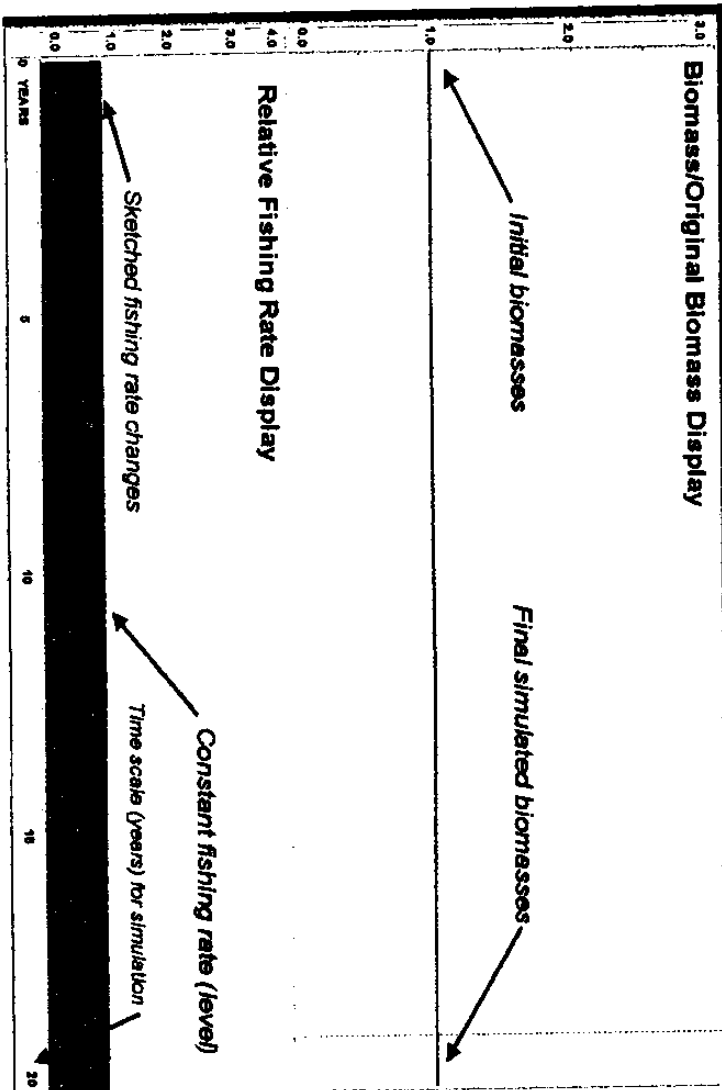 3.0
Biomass/Original Biomass Display
2.0
Initial biomasses
Final simulated biomasses
1.0
0.0
4.0
Relative Fishing Rate Display
3.0
2.0
Constant fishing rate (level)
1.0
Sketched fishing rate changes
Time scale (years) for simulation
0.0
0 YEARS 5 10 15 20